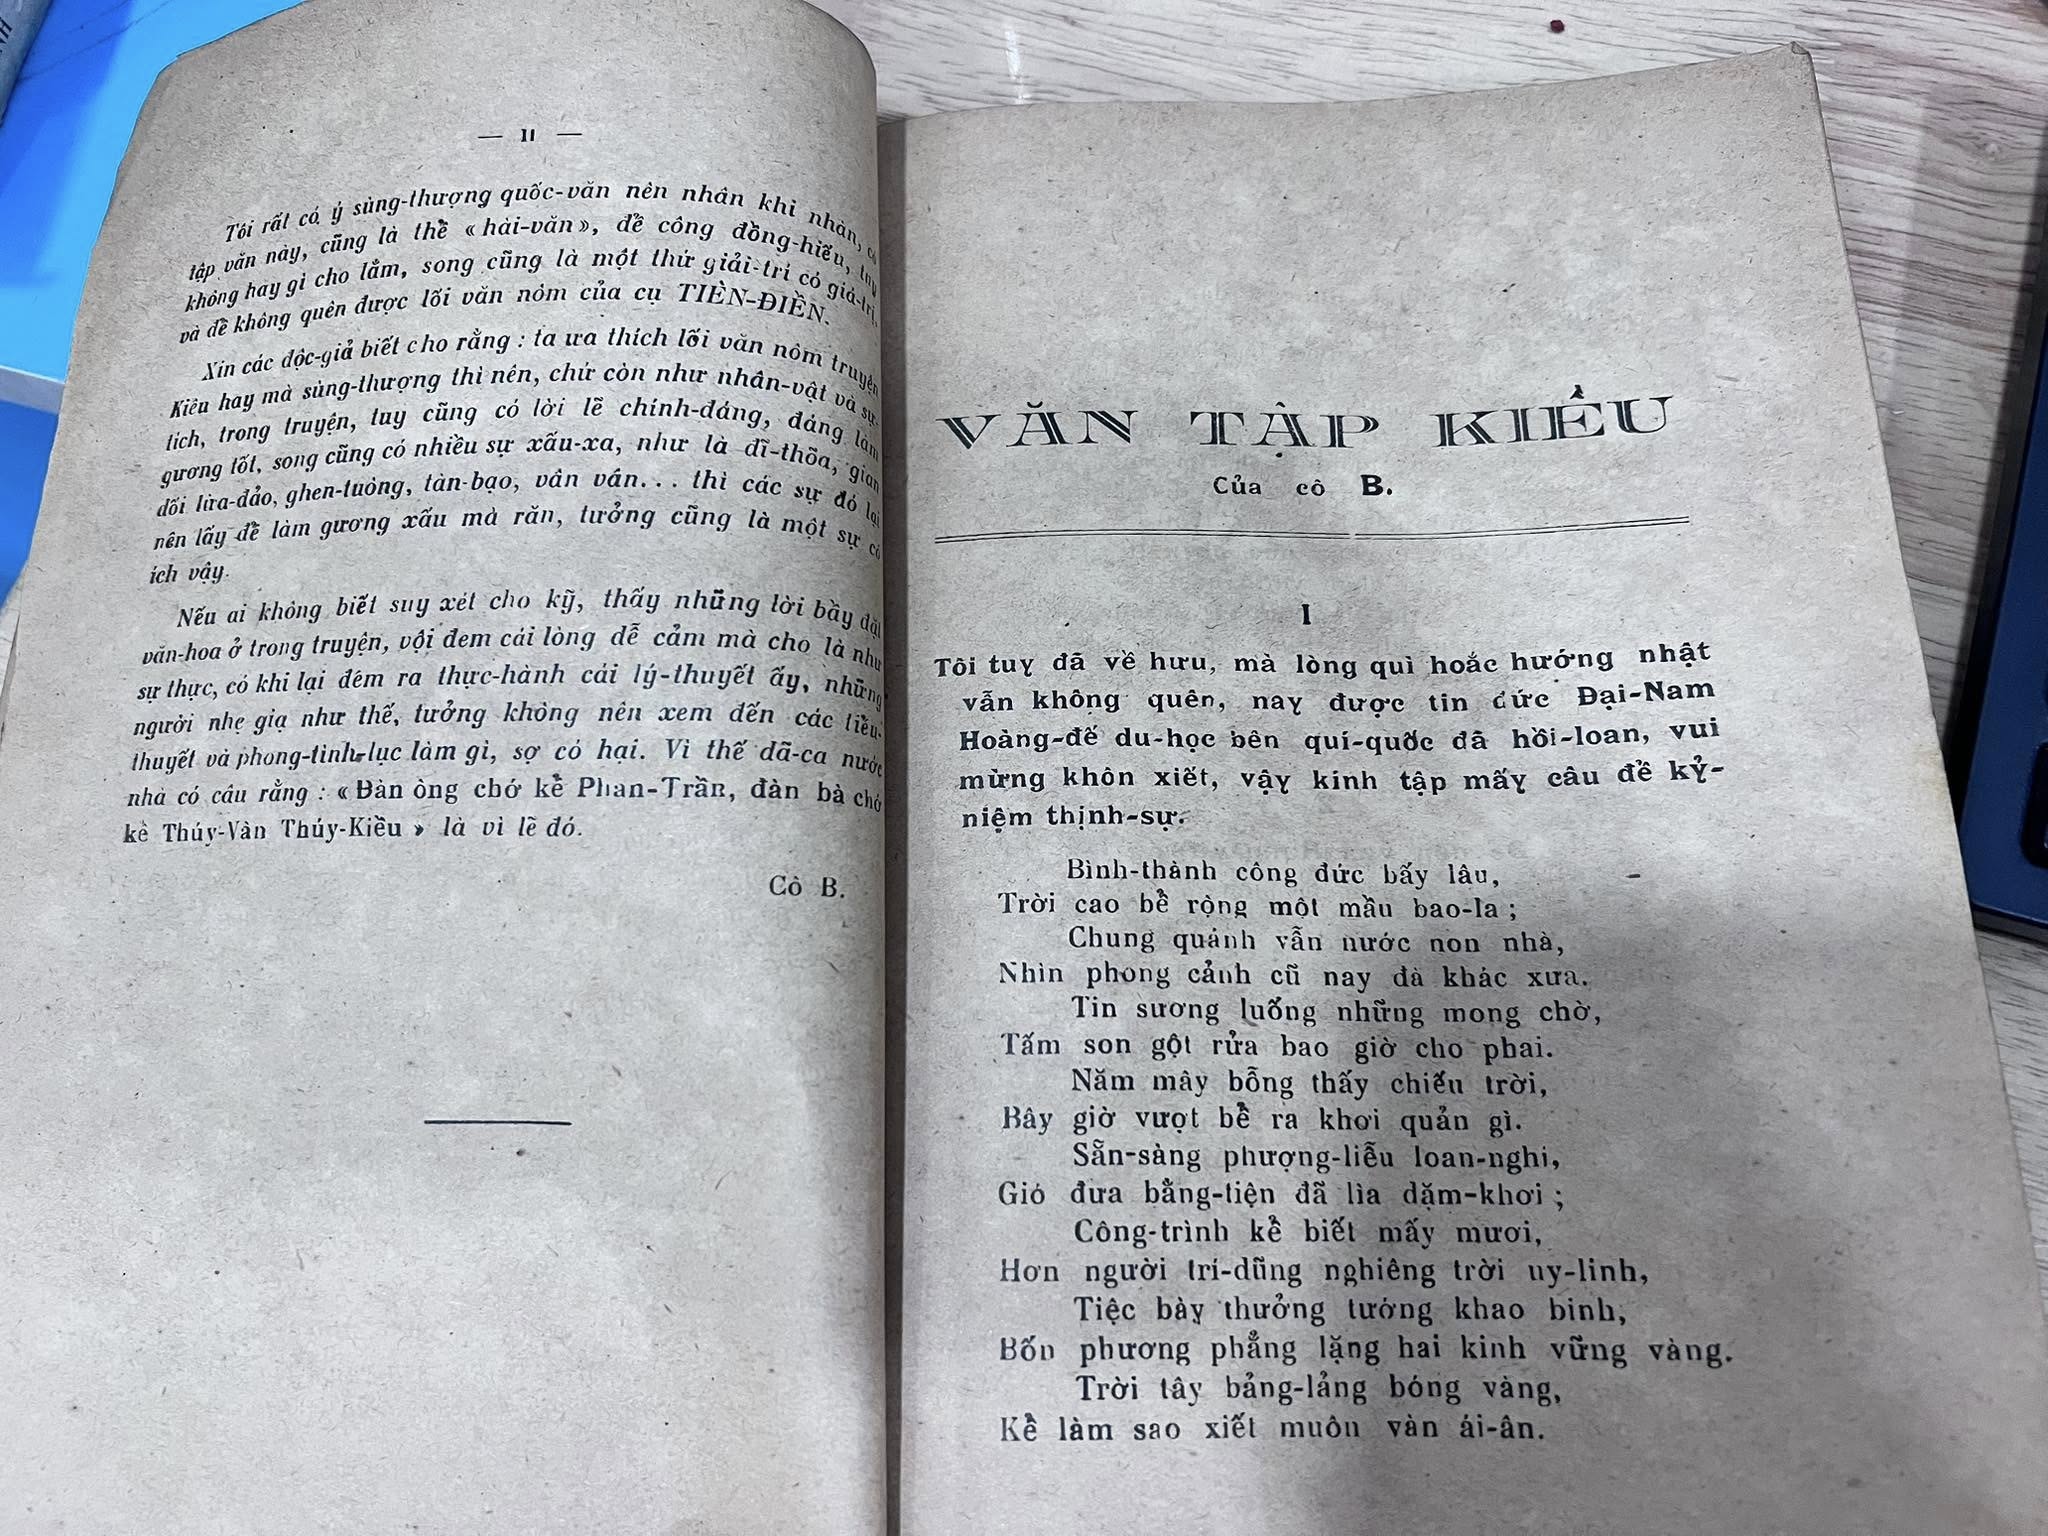 — II —
Tôi rất có ý sùng-thượng quốc-văn nên nhân khi nhàn, có
tập văn này, cũng là thể « hài-văn », để công đồng-hiếu, tuy
không hay gì cho lắm, song cũng là một thứ giải-trí có giá-trị,
và để không quên được lối văn nôm của cụ TIÈN-ĐIỀN.
Xin các độc-giả biết cho rằng : ta ưa thích lối văn nôm truyện
Kiều hay mà sùng-thượng thì nên, chứ còn như nhân-vật và sự-
tích, trong truyện, tuy cũng có lời lẽ chính-đáng, đáng làm
gương tốt, song cũng có nhiều sự xấu-xa, như là đĩ-thõa, gian
dối lừa-đảo, ghen-tuòng, tàn-bạo, vân vân... thì các sự đó lại
nên lấy để làm gương xấu mà răn, tưởng cũng là một sự có
ích vậy.
Nếu ai không biết suy xét cho kỹ, thấy những lời bầy đặt
văn-hoa ở trong truyện, vội đem cái lòng dễ cảm mà cho là như
sự thực, có khi lại đêm ra thực-hành cái lý-thuyết ấy, những
người nhẹ gịa như thế, tưởng không nên xem đến các tiểu-
thuyết và phong-tình-lục làm gì, sợ có hại. Vì thế dã-ca nước
nhà có câu rằng : « Đàn ông chớ kể Phan-Trần, đàn bà chớ
kể Thúy-Vân Thúy-Kiều » là vì lẽ đó.
Cô B.
VĂN TẬP KIỀU
Của cô B.
I
Tôi tuy đã về hưu, mà lòng quì hoắc hướng nhật
vẫn không quên, nay được tin đức Đại-Nam
Hoàng-đế du-học bên quí-quốc đã hồi-loan, vui
mừng khôn xiết, vậy kính tập mấy câu để kỷ-
niệm thịnh-sự.
Bình-thành công đức bấy lâu,
Trời cao bể rộng một mầu bao-la ;
Chung quánh vẫn nước non nhà,
Nhìn phong cảnh cũ nay đà khác xưa.
Tin sương luống những mong chờ,
Tấm son gột rửa bao giờ cho phai.
Năm mây bỗng thấy chiếu trời,
Bây giờ vượt bể ra khơi quản gì.
Sẵn-sàng phượng-liễu loan-nghi,
Gió đưa bằng-tiện đã lìa dặm-khơi ;
Công-trình kể biết mấy mươi,
Hơn người trí-dũng nghiêng trời uy-linh,
Tiệc bày thưởng tướng khao binh,
Bốn phương phẳng lặng hai kinh vững vàng.
Trời tây bảng-lảng bóng vàng,
Kể làm sao xiết muôn vàn ái-ân.